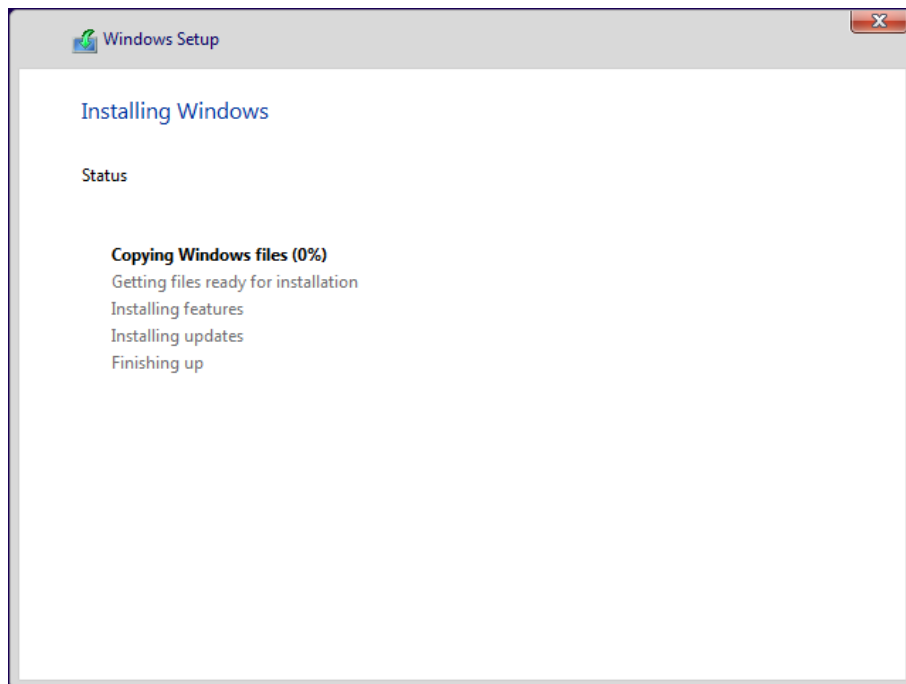 Windows Setup
Installing Windows
Status
Copying Windows files (0%)
Getting files ready for installation
Installing features
Installing updates
Finishing up